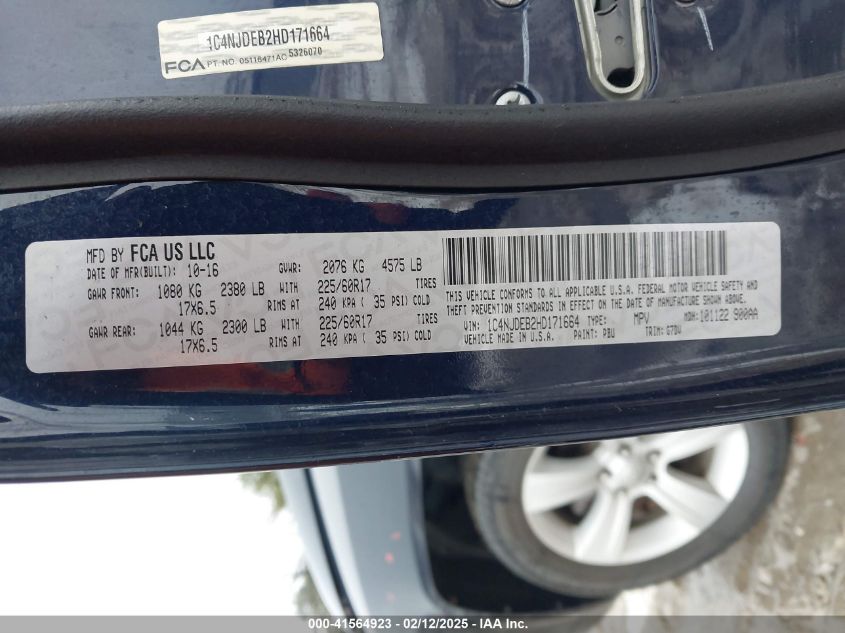 1C4NJDEB2HD171664
FCA PT. NO. 05116471AC 5326070
MFD BY FCA US LLC
DATE OF MFR(BUILT): 10-16 GVWR: 2076 KG 4575 LB
GAWR FRONT: 1080 KG 2380 LB WITH 225/60R17 TIRES
17X6.5 RIMS AT 240 KPA ( 35 PSI) COLD
GAWR REAR: 1044 KG 2300 LB WITH 225/60R17 TIRES
17X6.5 RIMS AT 240 KPA ( 35 PSI) COLD
THIS VEHICLE CONFORMS TO ALL APPLICABLE U.S.A. FEDERAL MOTOR VEHICLE SAFETY AND
THEFT PREVENTION STANDARDS IN EFFECT ON THE DATE OF MANUFACTURE SHOWN ABOVE.
VIN: 1C4NJDEB2HD171664 TYPE: MPV MDH: 101122 900AA
VEHICLE MADE IN U.S.A. PAINT: PBU TRIM: G7DV
000-41564923 - 02/12/2025 - IAAI.COM.